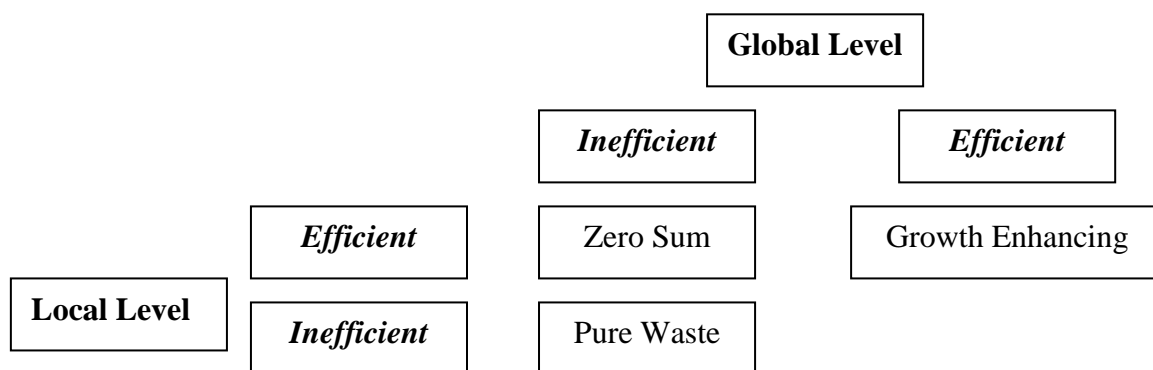 Global Level
Inefficient
Efficient
Efficient
Zero Sum
Growth Enhancing
Local Level
Inefficient
Pure Waste